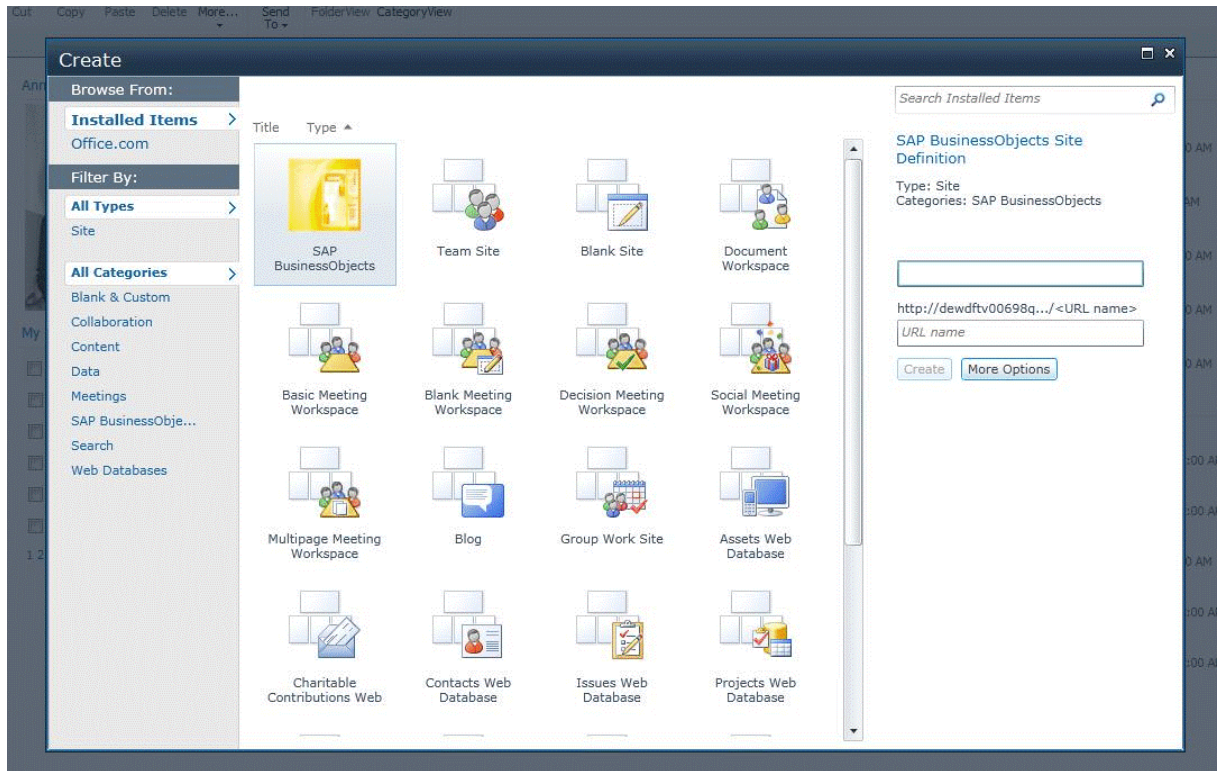 Cut Copy Paste Delete More... Send To FolderView CategoryView
Create
Browse From:
Installed Items
Office.com
Filter By:
All Types
Site
All Categories
Blank & Custom
Collaboration
Content
Data
Meetings
SAP BusinessObje...
Search
Web Databases
Title Type
SAP BusinessObjects
Team Site
Blank Site
Document Workspace
Basic Meeting Workspace
Blank Meeting Workspace
Decision Meeting Workspace
Social Meeting Workspace
Multipage Meeting Workspace
Blog
Group Work Site
Assets Web Database
Charitable Contributions Web
Contacts Web Database
Issues Web Database
Projects Web Database
Search Installed Items
SAP BusinessObjects Site
Definition
Type: Site
Categories: SAP BusinessObjects
http://dewdftv00698q.../<URL name>
URL name
Create More Options
My
1 2